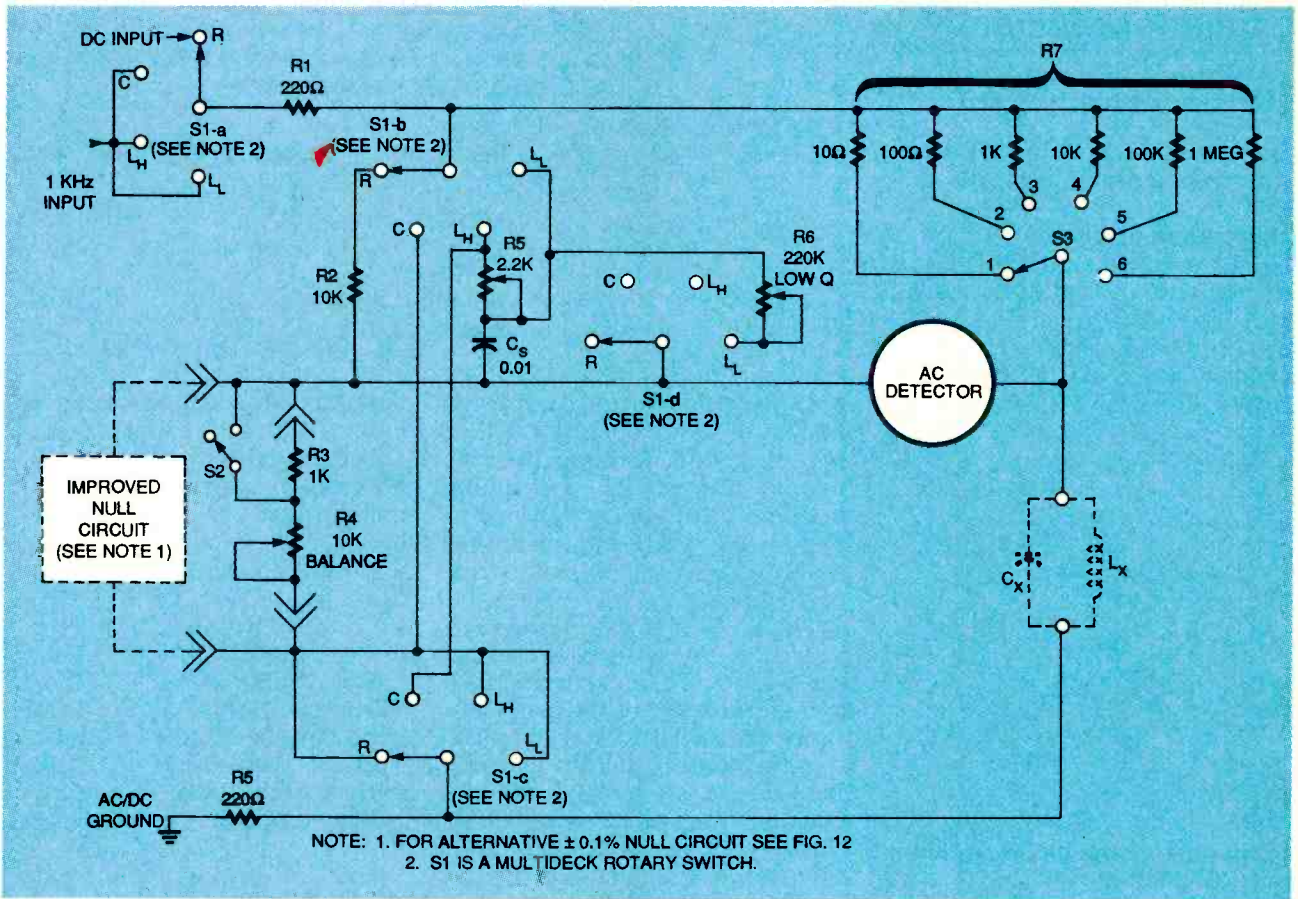 DC INPUT
R
C
S1-a
(SEE NOTE 2)
LH
LL
1 KHz
INPUT
R1
220Ω
S1-b
(SEE NOTE 2)
R
C
LH
LL
R2
10K
R5
2.2K
CS
0.01
C
LH
R
LL
S1-d
(SEE NOTE 2)
R6
220K
LOW Q
R7
10Ω
100Ω
1K
10K
100K
1 MEG
1
2
3
4
5
6
S3
AC
DETECTOR
CX
LX
S2
R3
1K
R4
10K
BALANCE
IMPROVED
NULL
CIRCUIT
(SEE NOTE 1)
C
LH
R
LL
S1-c
(SEE NOTE 2)
R5
220Ω
AC/DC
GROUND
NOTE: 1. FOR ALTERNATIVE ± 0.1% NULL CIRCUIT SEE FIG. 12
2. S1 IS A MULTIDECK ROTARY SWITCH.